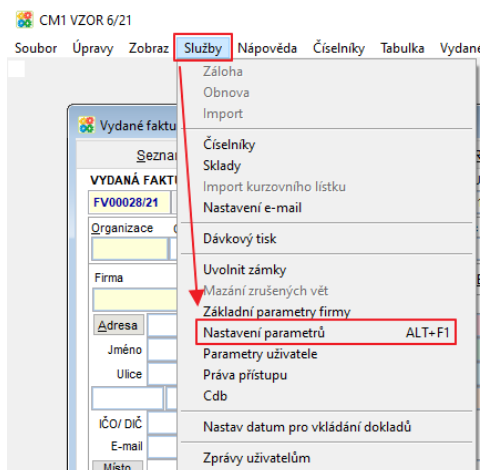 CM1 VZOR 6/21
Soubor Úpravy Zobraz Služby Nápověda Číselníky Tabulka Vydané
Záloha
Obnova
Import
Číselníky
Sklady
Import kurzovního lístku
Nastavení e-mail
Dávkový tisk
Uvolnit zámky
Mazání zrušených vět
Základní parametry firmy
Nastavení parametrů ALT+F1
Parametry uživatele
Práva přístupu
Cdb
Nastav datum pro vkládání dokladů
Zprávy uživatelům
Vydané faktu
Sezna
VYDANÁ FAKT
FV00028/21
Organizace
Firma
Adresa
Jméno
Ulice
IČO/ DIČ
E-mail
Místo